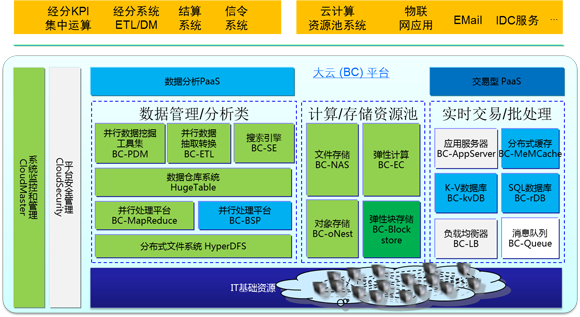 经分KPI
集中运算
经分系统
ETL/DM
结算
系统
信令
系统
云计算
资源池系统
物联
网应用
EMail
IDC服务
...
数据分析PaaS
大云 (BC) 平台
交易型 PaaS
系统监控和管理
CloudMaster
平台安全管理
CloudSecurity
数据管理/分析类
并行数据挖掘
工具集
BC-PDM
并行数据
抽取转换
BC-ETL
搜索引擎
BC-SE
数据仓库系统
HugeTable
并行处理平台
BC-MapReduce
并行处理平台
BC-BSP
分布式文件系统 HyperDFS
计算/存储资源池
文件存储
BC-NAS
弹性计算
BC-EC
对象存储
BC-oNest
弹性块存储
BC-Block
store
实时交易/批处理
应用服务器
BC-AppServer
分布式缓存
BC-MeMCache
K-V数据库
BC-kvDB
SQL数据库
BC-rDB
负载均衡器
BC-LB
消息队列
BC-Queue
IT基础资源